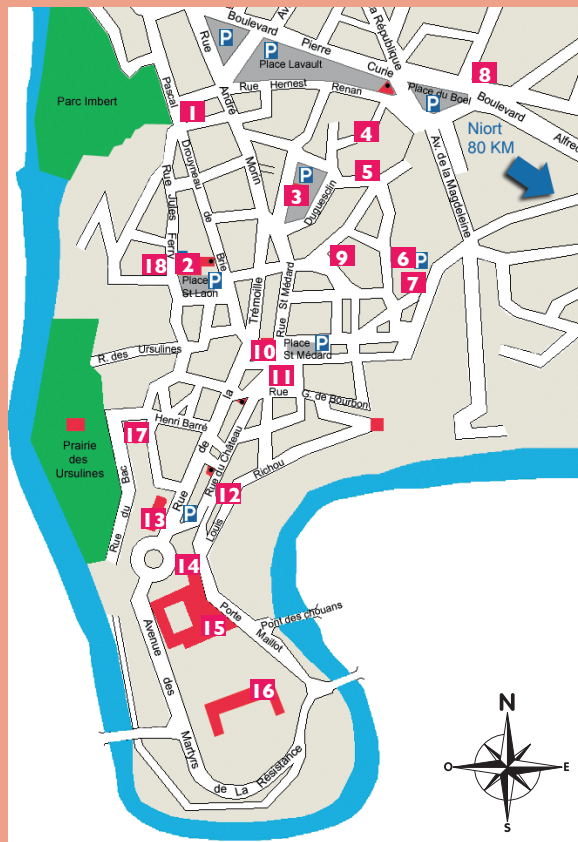 Boulevard
Pierre
Curie
Rue
Av.
la République
P
P
Place Lavault
Rue Hernest Renan
Place du Boel
P
8
Boulevard
Alfred
Parc Imbert
Pascal
1
André
Morin
Drouyneau de Brie
4
Niort
80 KM
Av. de la Magdeleine
P
3
5
Duguesclin
Rue Jules Ferry
18
2
Place
St Laon
P
9
6
P
7
Trémoille
Rue St Médard
R. des Ursulines
10
Place
St Médard
P
11
Rue G. de Bourbon
la
de
Rue
Henri Barré
17
Prairie
des
Ursulines
Rue du Bac
Rue du Château
12
Louis Richou
13
P
14
Porte Maillot
Pont des chouans
15
16
Avenue des Martyrs de La Résistance
N
O
E
S